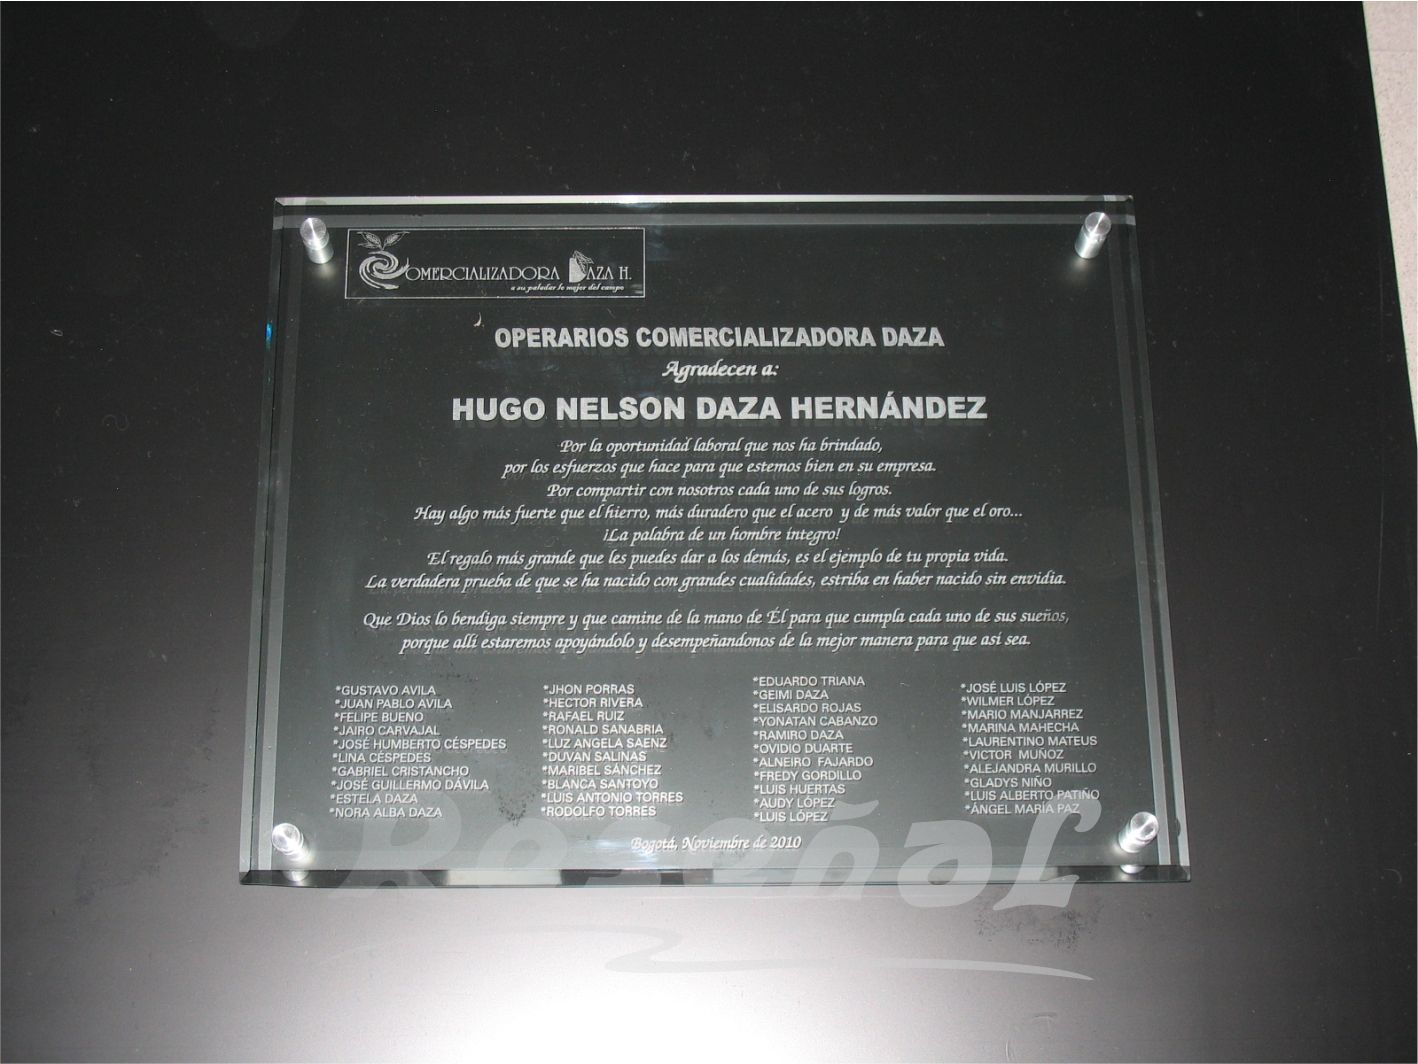 COMERCIALIZADORA DAZA H.
a su paladar lo mejor del campo
OPERARIOS COMERCIALIZADORA DAZA
Agradecen a:
HUGO NELSON DAZA HERNÁNDEZ
Por la oportunidad laboral que nos ha brindado,
por los esfuerzos que hace para que estemos bien en su empresa.
Por compartir con nosotros cada uno de sus logros.
Hay algo más fuerte que el hierro, más duradero que el acero y de más valor que el oro...
¡La palabra de un hombre íntegro!
El regalo más grande que les puedes dar a los demás, es el ejemplo de tu propia vida.
La verdadera prueba de que se ha nacido con grandes cualidades, estriba en haber nacido sin envidia.
Que Dios lo bendiga siempre y que camine de la mano de Él para que cumpla cada uno de sus sueños,
porque allí estaremos apoyándolo y desempeñandonos de la mejor manera para que así sea.
*GUSTAVO AVILA
*JUAN PABLO AVILA
*FELIPE BUENO
*JAIRO CARVAJAL
*JOSÉ HUMBERTO CÉSPEDES
*LINA CÉSPEDES
*GABRIEL CRISTANCHO
*JOSÉ GUILLERMO DÁVILA
*ESTELA DAZA
*NORA ALBA DAZA
*JHON PORRAS
*HECTOR RIVERA
*RAFAEL RUIZ
*RONALD SANABRIA
*LUZ ANGELA SAENZ
*DUVAN SALINAS
*MARIBEL SÁNCHEZ
*BLANCA SANTOYO
*LUIS ANTONIO TORRES
*RODOLFO TORRES
*EDUARDO TRIANA
*GEIMI DAZA
*ELISARDO ROJAS
*YONATAN CABANZO
*RAMIRO DAZA
*OVIDIO DUARTE
*ALNEIRO FAJARDO
*FREDY GORDILLO
*LUIS HUERTAS
*AUDY LÓPEZ
*LUIS LÓPEZ
*JOSÉ LUIS LÓPEZ
*WILMER LÓPEZ
*MARIO MANJARREZ
*MARINA MAHECHA
*LAURENTINO MATEUS
*VICTOR MUÑOZ
*ALEJANDRA MURILLO
*GLADYS NIÑO
*LUIS ALBERTO PATIÑO
*ÁNGEL MARÍA PAZ
Bogotá, Noviembre de 2010
Reseñal